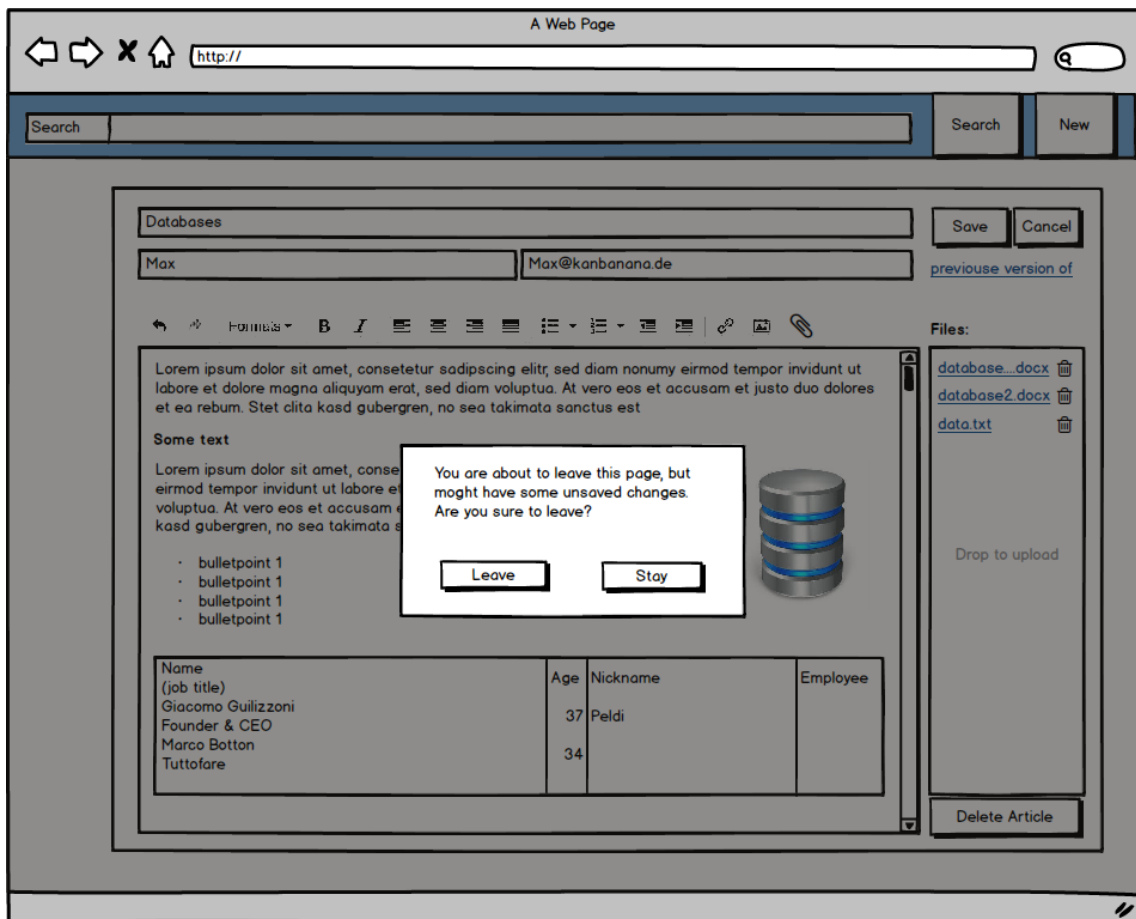 A Web Page
http://
Search
Search
New
Databases
Save
Cancel
Max
Max@kanbanana.de
previouse version of
Formats
B
I
Files:
Lorem ipsum dolor sit amet, consetetur sadipscing elitr, sed diam nonumy eirmod tempor invidunt ut
labore et dolore magna aliquyam erat, sed diam voluptua. At vero eos et accusam et justo duo dolores
et ea rebum. Stet clita kasd gubergren, no sea takimata sanctus est
database....docx
database2.docx
data.txt
Some text
Lorem ipsum dolor sit amet, conse
eirmod tempor invidunt ut labore et
voluptua. At vero eos et accusam e
kasd gubergren, no sea takimata s
You are about to leave this page, but
moght have some unsaved changes.
Are you sure to leave?
Leave
Stay
Drop to upload
· bulletpoint 1
· bulletpoint 1
· bulletpoint 1
· bulletpoint 1
Name
(job title)
Age
Nickname
Employee
Giacomo Guilizzoni
Founder & CEO
37
Peldi
Marco Botton
Tuttofare
34
Delete Article